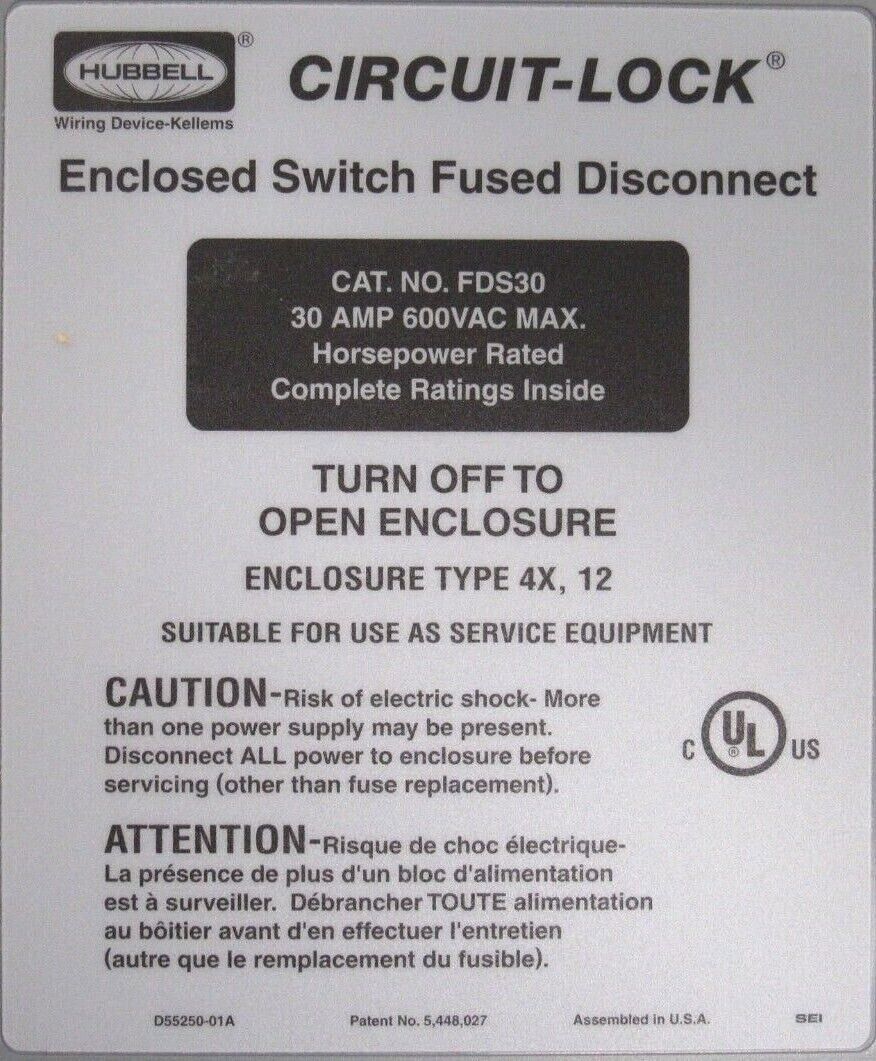 HUBBELL ®
Wiring Device-Kellems
CIRCUIT-LOCK®
Enclosed Switch Fused Disconnect
CAT. NO. FDS30
30 AMP 600VAC MAX.
Horsepower Rated
Complete Ratings Inside
TURN OFF TO
OPEN ENCLOSURE
ENCLOSURE TYPE 4X, 12
SUITABLE FOR USE AS SERVICE EQUIPMENT
CAUTION-Risk of electric shock- More
than one power supply may be present.
Disconnect ALL power to enclosure before
servicing (other than fuse replacement).
C UL® US
ATTENTION-Risque de choc électrique-
La présence de plus d'un bloc d'alimentation
est à surveiller. Débrancher TOUTE alimentation
au bôitier avant d'en effectuer l'entretien
(autre que le remplacement du fusible).
D55250-01A Patent No. 5,448,027 Assembled in U.S.A. SEI